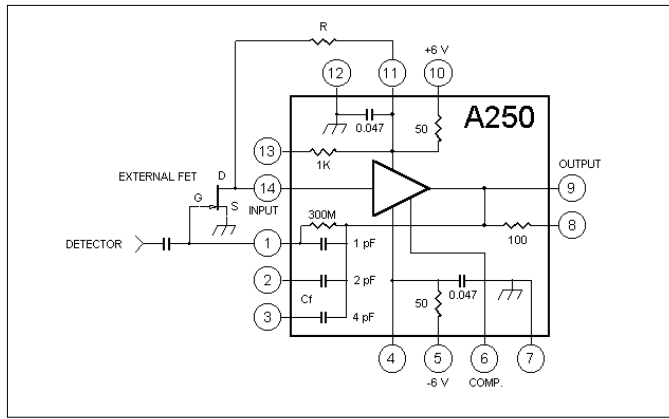 R
+6 V
12
11
10
A250
0.047
50
13
1K
EXTERNAL FET
D
G
S
14
INPUT
OUTPUT
9
300M
8
100
DETECTOR
1
1 pF
2
2 pF
Cf
3
4 pF
50
0.047
4
5
6
7
-6 V
COMP.